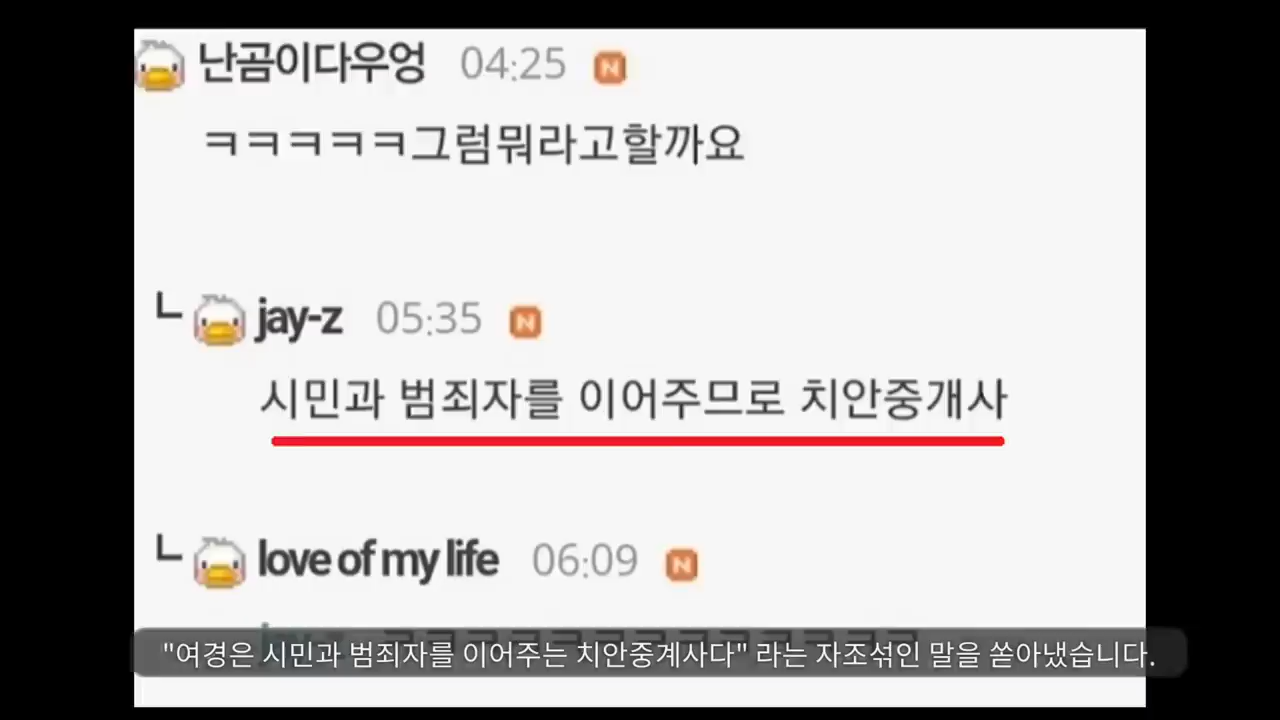 난곰이다우엉 04:25 N
ㅋㅋㅋㅋㅋ그럼뭐라고할까요
ㄴ jay-z 05:35 N
시민과 범죄자를 이어주므로 치안중개사
ㄴ love of my life 06:09 N
"여경은 시민과 범죄자를 이어주는 치안중계사다" 라는 자조섞인 말을 쏟아냈습니다.